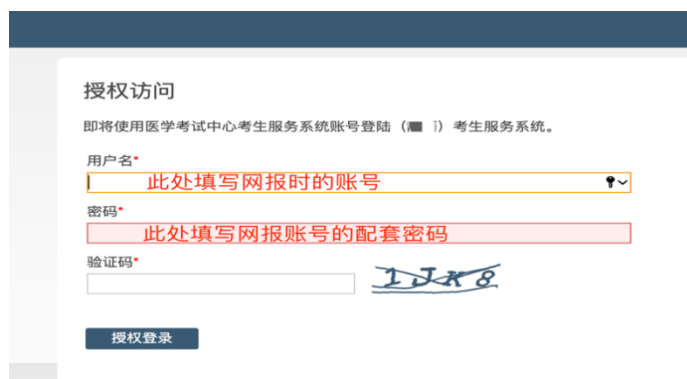 授权访问
即将使用医学考试中心考生服务系统账号登陆（ ）考生服务系统。
用户名*
此处填写网报时的账号
密码*
此处填写网报账号的配套密码
验证码*
1JK8
授权登录